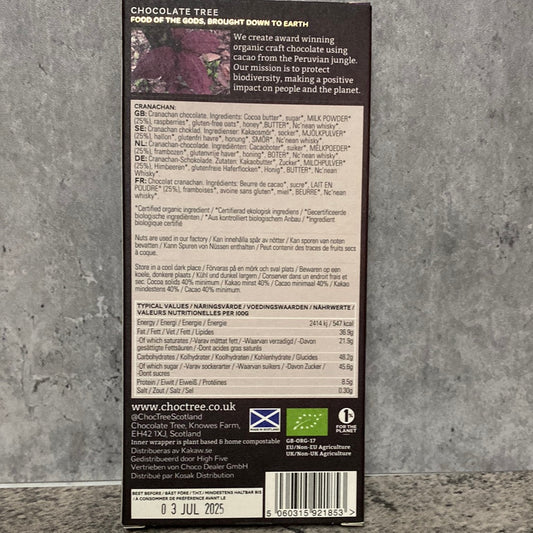 CHOCOLATE TREE
FOOD OF THE GODS, BROUGHT DOWN TO EARTH
We create award winning
organic craft chocolate using
cacao from the Peruvian jungle.
Our mission is to protect
biodiversity, making a positive
impact on people and the planet.
CRANACHAN:
GB: Cranachan chocolate. Ingredients: Cocoa butter*, sugar*, MILK POWDER*
(25%), raspberries*, gluten-free oats*, honey*, BUTTER*, Nc'nean whisky*.
SE: Cranachan choklad. Ingredienser: Kakaosmör*, socker*, MJÖLKPULVER*
(25%), hallon*, glutenfri havre*, honung*, SMÖR*, Nc'nean whisky*.
NL: Cranachan-chocolade. Ingrediënten: Cacaoboter*, suiker*, MELKPOEDER*
(25%), frambozen*, glutenvrije haver*, honing*, BOTER*, Nc'nean whisky*.
DE: Cranachan-Schokolade. Zutaten: Kakaobutter*, Zucker*, MILCHPULVER*
(25%), Himbeeren*, glutenfreie Haferflocken*, Honig*, BUTTER*, Nc'nean
Whisky*.
FR: Chocolat cranachan. Ingrédients: Beurre de cacao*, sucre*, LAIT EN
POUDRE* (25%), framboises*, avoine sans gluten*, miel*, BEURRE*, Nc'nean
whisky*.
*Certified organic ingredient / *Certifierad ekologisk ingrediens / *Gecertificeerde
biologische ingrediënten / *Aus kontrolliert biologischem Anbau / *Ingredient
biologique certifié
Nuts are used in our factory / Kan innehålla spår av nötter / Kan sporen van noten
bevatten / Kann Spuren von Nüssen enthalten / Peut contenir des traces de fruits secs
à coque.
Store in a cool dark place / Förvaras på en mörk och sval plats / Bewaren op een
koele, donkere plaats / Kühl und dunkel lagern / Conserver dans un endroit frais et
sec. Cocoa solids 40% minimum / Kakao minst 40% / Cacao minimaal 40% / Kakao
mindestens 40% / Cacao 40% minimum.
TYPICAL VALUES / NÄRINGSVÄRDE / VOEDINGSWAARDEN / NÄHRWERTE /
VALEURS NUTRITIONELLES PER 100G
Energy / Energi / Energie / Energie 2414 kj / 547 kcal
Fat / Fett / Vet / Fett / Lipides 36.9g
-Of which saturates / -Varav mättat fett / -Waarvan verzadigd / -Davon 21.9g
gesättigte Fettsäuren / -Dont acides gras saturés
Carbohydrates / Kolhydrater / Koolhydraten / Kohlenhydrate / Glucides 48.2g
-Of which sugar / -Varav sockerarter / -Waarvan suikers / -Davon Zucker / 45.6g
-Dont sucres
Protein / Eiwit / Eiweiß / Protéines 8.5g
Salt / Zout / Salz / Sel 0.30g
www.choctree.co.uk
@ChocTreeScotland
Chocolate Tree, Knowes Farm,
EH42 1XJ, Scotland
Inner wrapper is plant based & home compostable
Distribueras av Kakaw.se
Gedistribueerd door High Five
Vertrieben von Choco Dealer GmbH
Distribué par Kosak Distribution
MADE IN SCOTLAND
GB-ORG-17
EU/Non-EU Agriculture
UK/Non-UK Agriculture
1%
FOR THE
PLANET
BEST BEFORE / BÄST FÖRE / T.H.T. / MINDESTENS HALTBAR BIS
/ A CONSOMMER DE PRÉFÉRENCE AVANT LE
03 JUL 2025
5 060315 921853 >